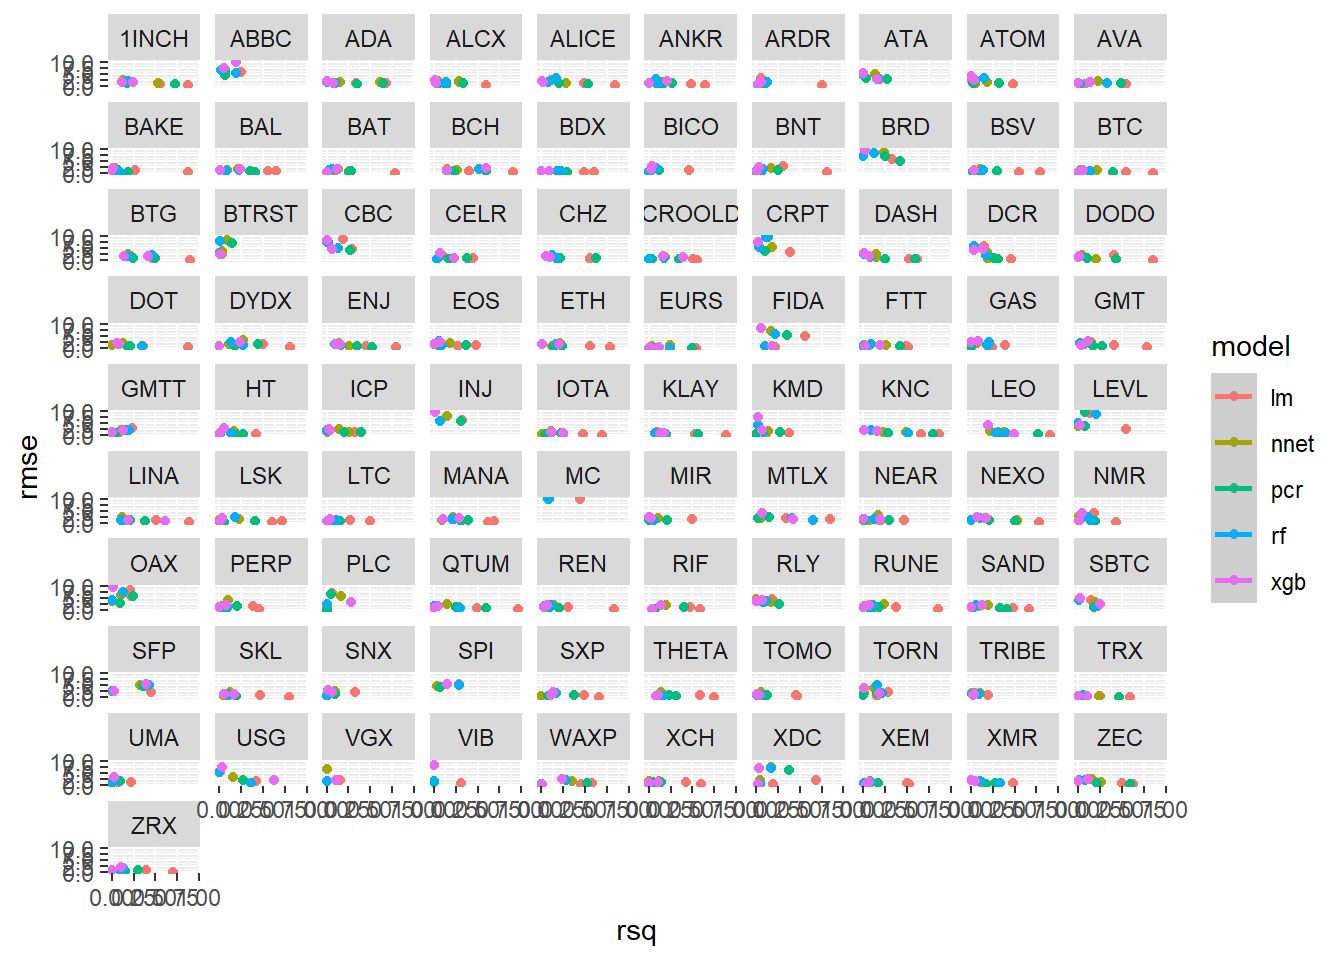 1INCH ABBC ADA ALCX ALICE ANKR ARDR ATA ATOM AVA
BAKE BAL BAT BCH BDX BICO BNT BRD BSV BTC
BTG BTRST CBC CELR CHZ CROOLD CRPT DASH DCR DODO
DOT DYDX ENJ EOS ETH EURS FIDA FTT GAS GMT
GMTT HT ICP INJ IOTA KLAY KMD KNC LEO LEVL
LINA LSK LTC MANA MC MIR MTLX NEAR NEXO NMR
OAX PERP PLC QTUM REN RIF RLY RUNE SAND SBTC
SFP SKL SNX SPI SXP THETA TOMO TORN TRIBE TRX
UMA USG VGX VIB WAXP XCH XDC XEM XMR ZEC
ZRX
rsq
rmse
model
lm
nnet
pcr
rf
xgb